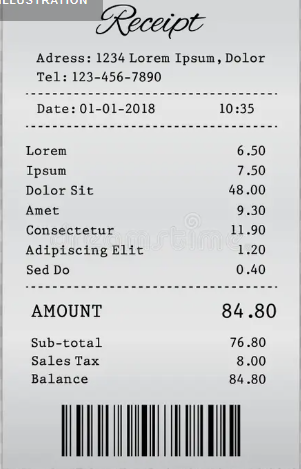 ILLUSTRATION
Receipt
Adress: 1234 Lorem Ipsum, Dolor
Tel: 123-456-7890
Date: 01-01-2018 10:35
Lorem 6.50
Ipsum 7.50
Dolor Sit 48.00
Amet 9.30
Consectetur 11.90
Adipiscing Elit 1.20
Sed Do 0.40
AMOUNT 84.80
Sub-total 76.80
Sales Tax 8.00
Balance 84.80